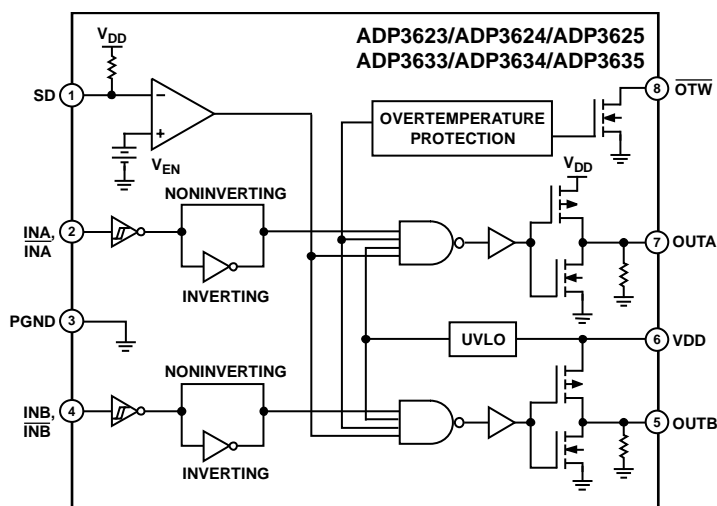 ADP3623/ADP3624/ADP3625
ADP3633/ADP3634/ADP3635
VDD
SD 1
8 OTW
OVERTEMPERATURE
PROTECTION
VEN
VDD
NONINVERTING
INA,
INA
2
7 OUTA
INVERTING
PGND 3
UVLO
6 VDD
NONINVERTING
INB,
INB
4
5 OUTB
INVERTING